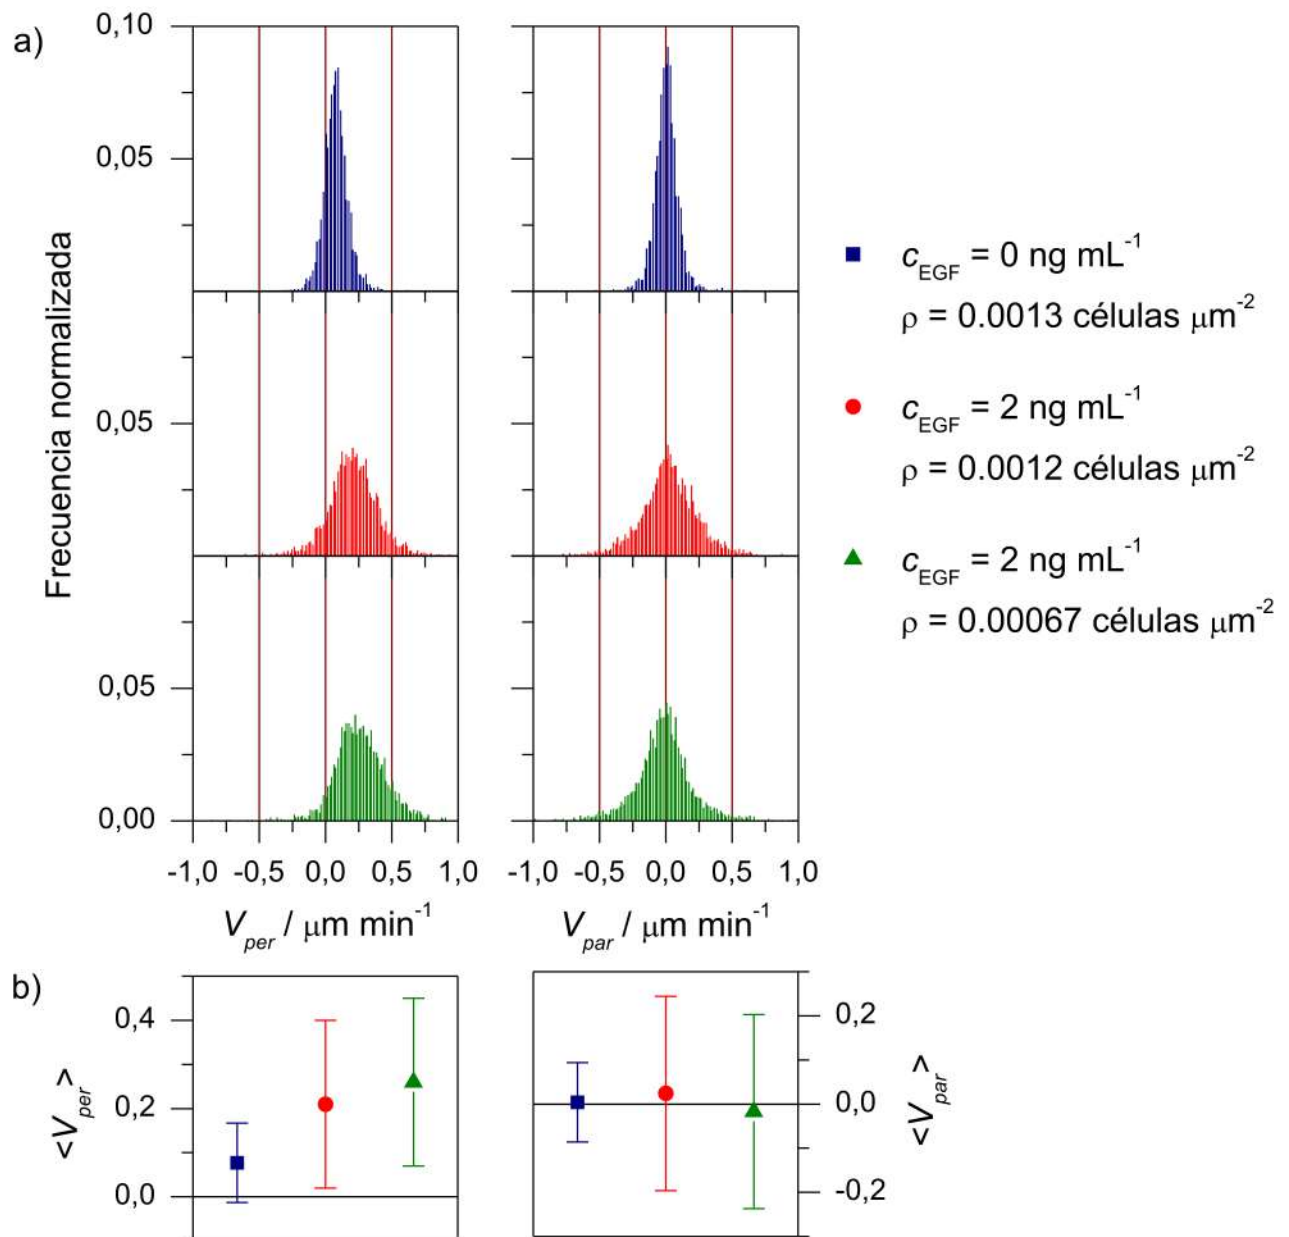 a)
Frecuencia normalizada
0,10
0,05
0,05
0,05
0,00
-1,0 -0,5 0,0 0,5 1,0
-1,0 -0,5 0,0 0,5 1,0
V_per / μm min⁻¹
V_par / μm min⁻¹
c_EGF = 0 ng mL⁻¹
ρ = 0.0013 células μm⁻²
c_EGF = 2 ng mL⁻¹
ρ = 0.0012 células μm⁻²
c_EGF = 2 ng mL⁻¹
ρ = 0.00067 células μm⁻²
b)
<V_per>
0,4
0,2
0,0
0,2
0,0
-0,2
<V_par>